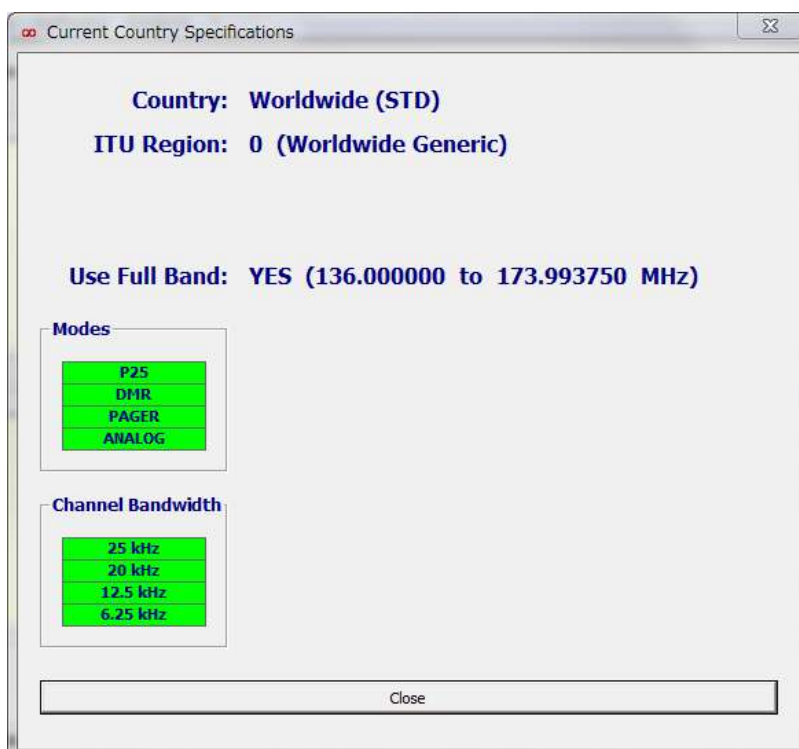 Current Country Specifications
Country: Worldwide (STD)
ITU Region: 0 (Worldwide Generic)
Use Full Band: YES (136.000000 to 173.993750 MHz)
Modes
P25
DMR
PAGER
ANALOG
Channel Bandwidth
25 kHz
20 kHz
12.5 kHz
6.25 kHz
Close